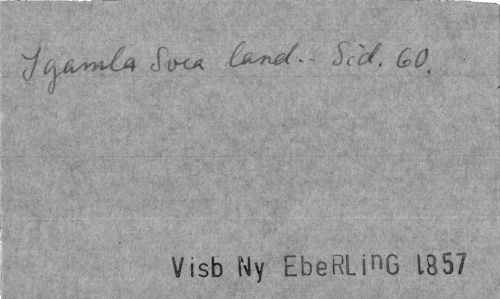 I gamla Svea land.. Sid. 60.
Visb Ny EbeRLinG 1857